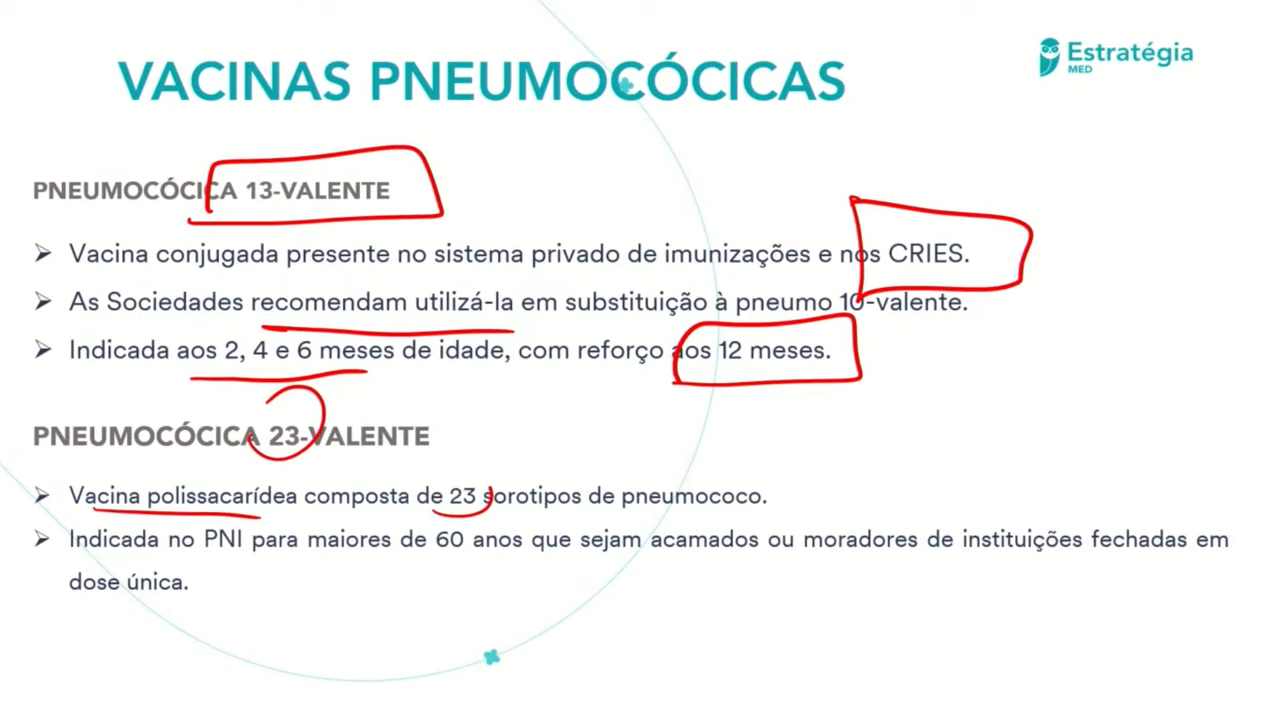 Estratégia
MED
VACINAS PNEUMOCÓCICAS
PNEUMOCÓCICA 13-VALENTE
➢ Vacina conjugada presente no sistema privado de imunizações e nos CRIES.
➢ As Sociedades recomendam utilizá-la em substituição à pneumo 10-valente.
➢ Indicada aos 2, 4 e 6 meses de idade, com reforço aos 12 meses.
PNEUMOCÓCICA 23-VALENTE
➢ Vacina polissacarídea composta de 23 sorotipos de pneumococo.
➢ Indicada no PNI para maiores de 60 anos que sejam acamados ou moradores de instituições fechadas em
dose única.